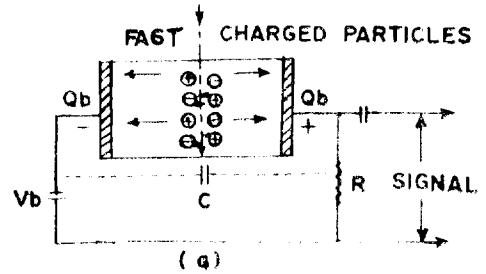 FAST CHARGED PARTICLES
Qb Qb
- +
Vb C R SIGNAL
(a)